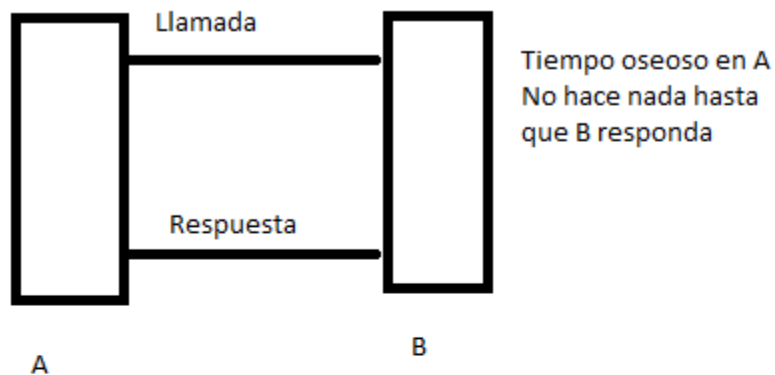 Llamada
Tiempo oseoso en A
No hace nada hasta
que B responda
Respuesta
A
B